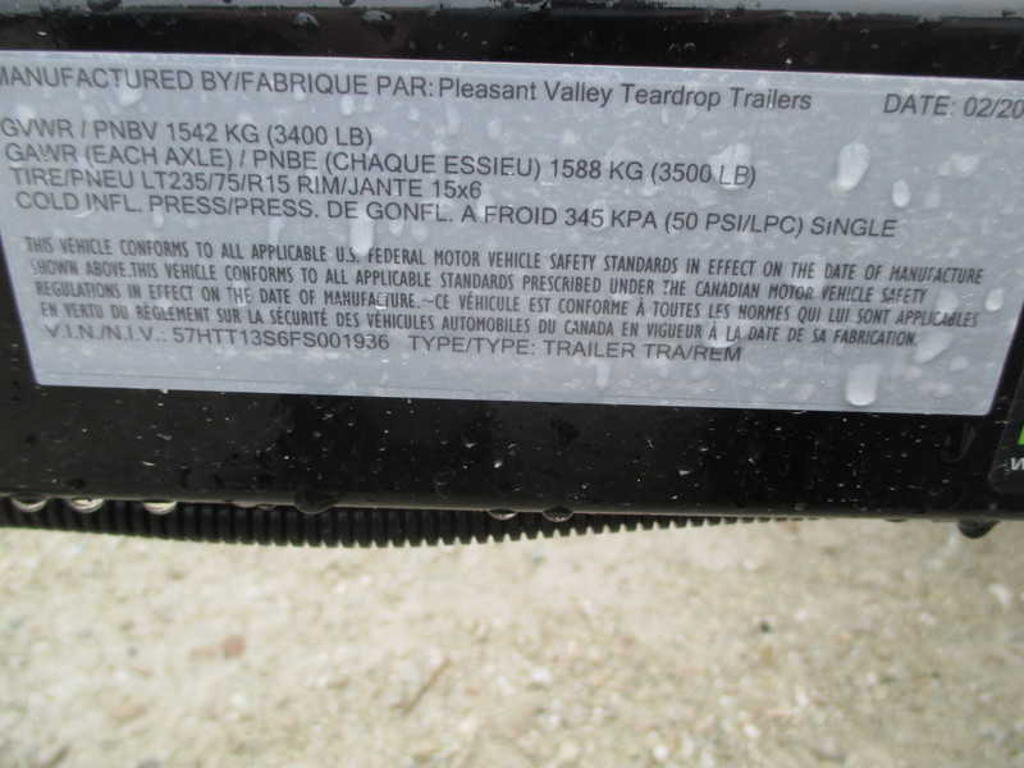 MANUFACTURED BY/FABRIQUE PAR: Pleasant Valley Teardrop Trailers DATE: 02/20
GVWR / PNBV 1542 KG (3400 LB)
GAWR (EACH AXLE) / PNBE (CHAQUE ESSIEU) 1588 KG (3500 LB)
TIRE/PNEU LT235/75/R15 RIM/JANTE 15x6
COLD INFL. PRESS/PRESS. DE GONFL. A FROID 345 KPA (50 PSI/LPC) SINGLE
THIS VEHICLE CONFORMS TO ALL APPLICABLE U.S. FEDERAL MOTOR VEHICLE SAFETY STANDARDS IN EFFECT ON THE DATE OF MANUFACTURE
SHOWN ABOVE.THIS VEHICLE CONFORMS TO ALL APPLICABLE STANDARDS PRESCRIBED UNDER THE CANADIAN MOTOR VEHICLE SAFETY
REGULATIONS IN EFFECT ON THE DATE OF MANUFACTURE.~CE VÉHICULE EST CONFORME À TOUTES LES NORMES QUI LUI SONT APPLICABLES
EN VERTU DU RÈGLEMENT SUR LA SÉCURITÉ DES VÉHICULES AUTOMOBILES DU CANADA EN VIGUEUR À LA DATE DE SA FABRICATION.
V.I.N./N.I.V.: 57HTT13S6FS001936 TYPE/TYPE: TRAILER TRA/REM